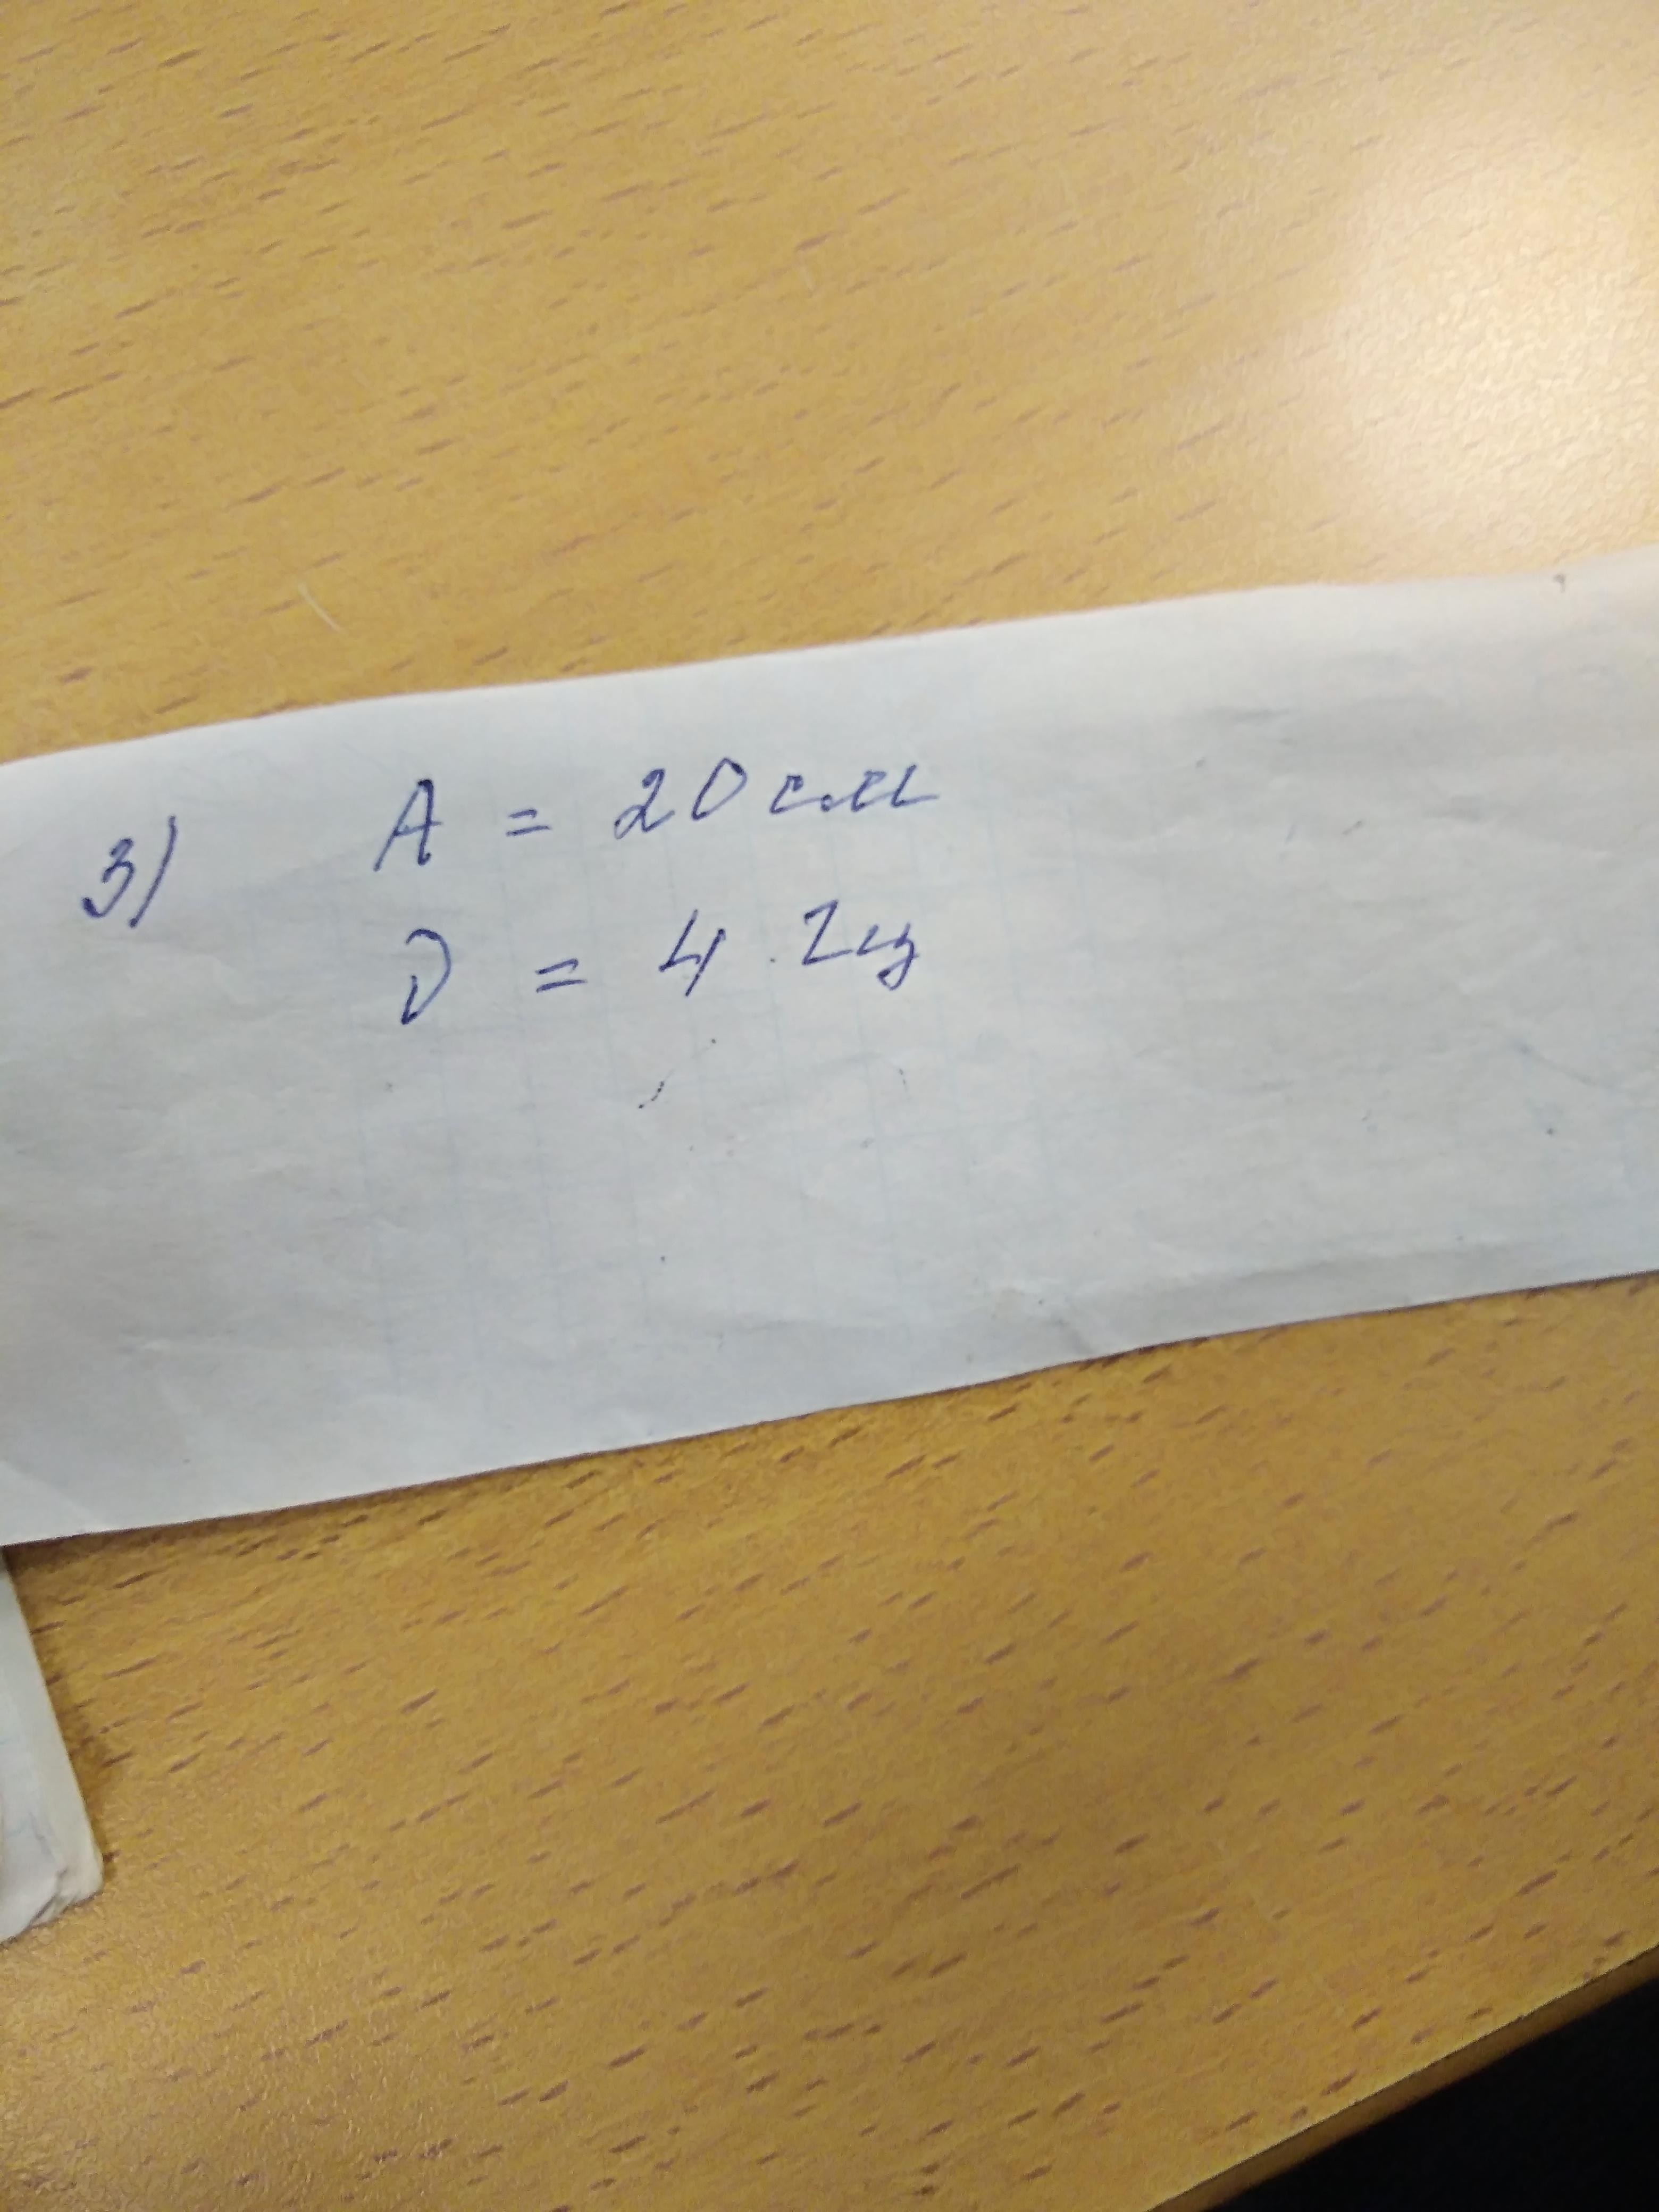 3) A = 20 см
D = 4 Гц